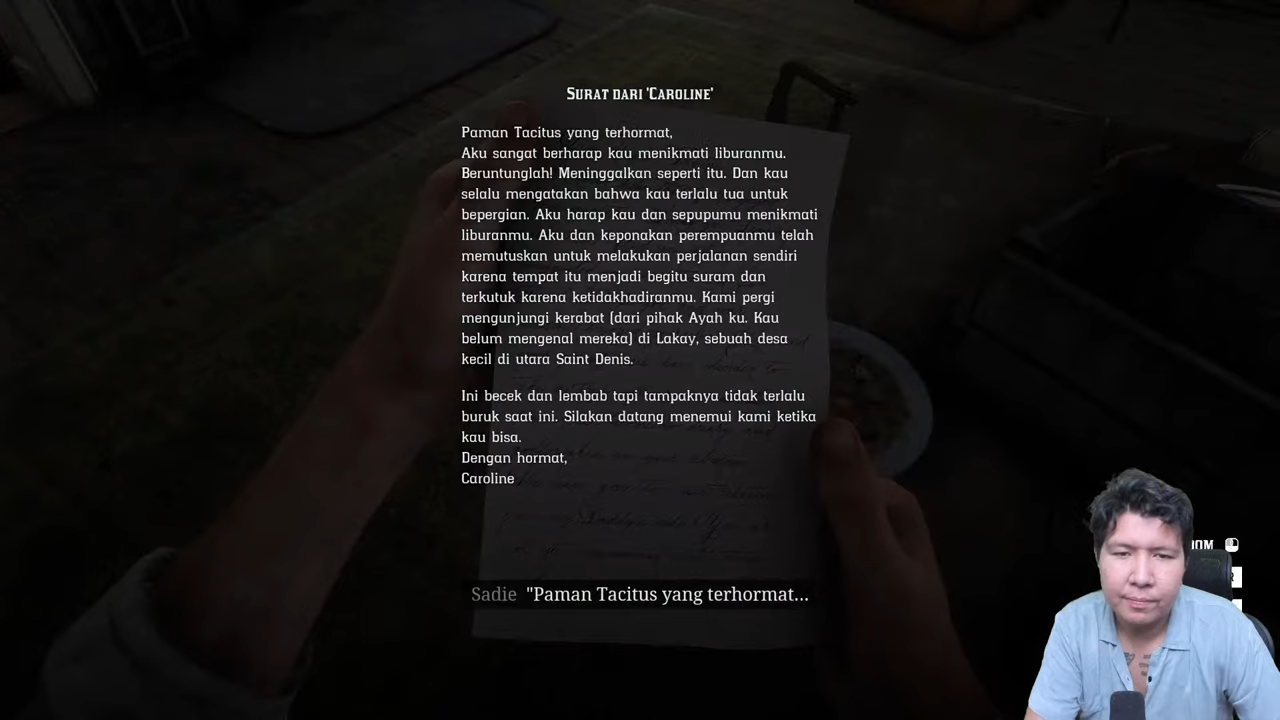 SURAT DARI 'CAROLINE'
Paman Tacitus yang terhormat,
Aku sangat berharap kau menikmati liburanmu.
Beruntunglah! Meninggalkan seperti itu. Dan kau
selalu mengatakan bahwa kau terlalu tua untuk
bepergian. Aku harap kau dan sepupumu menikmati
liburanmu. Aku dan keponakan perempuanmu telah
memutuskan untuk melakukan perjalanan sendiri
karena tempat itu menjadi begitu suram dan
terkutuk karena ketidakhadiranmu. Kami pergi
mengunjungi kerabat (dari pihak Ayah ku. Kau
belum mengenal mereka) di Lakay, sebuah desa
kecil di utara Saint Denis.
Ini becek dan lembab tapi tampaknya tidak terlalu
buruk saat ini. Silakan datang menemui kami ketika
kau bisa.
Dengan hormat,
Caroline
Sadie "Paman Tacitus yang terhormat...